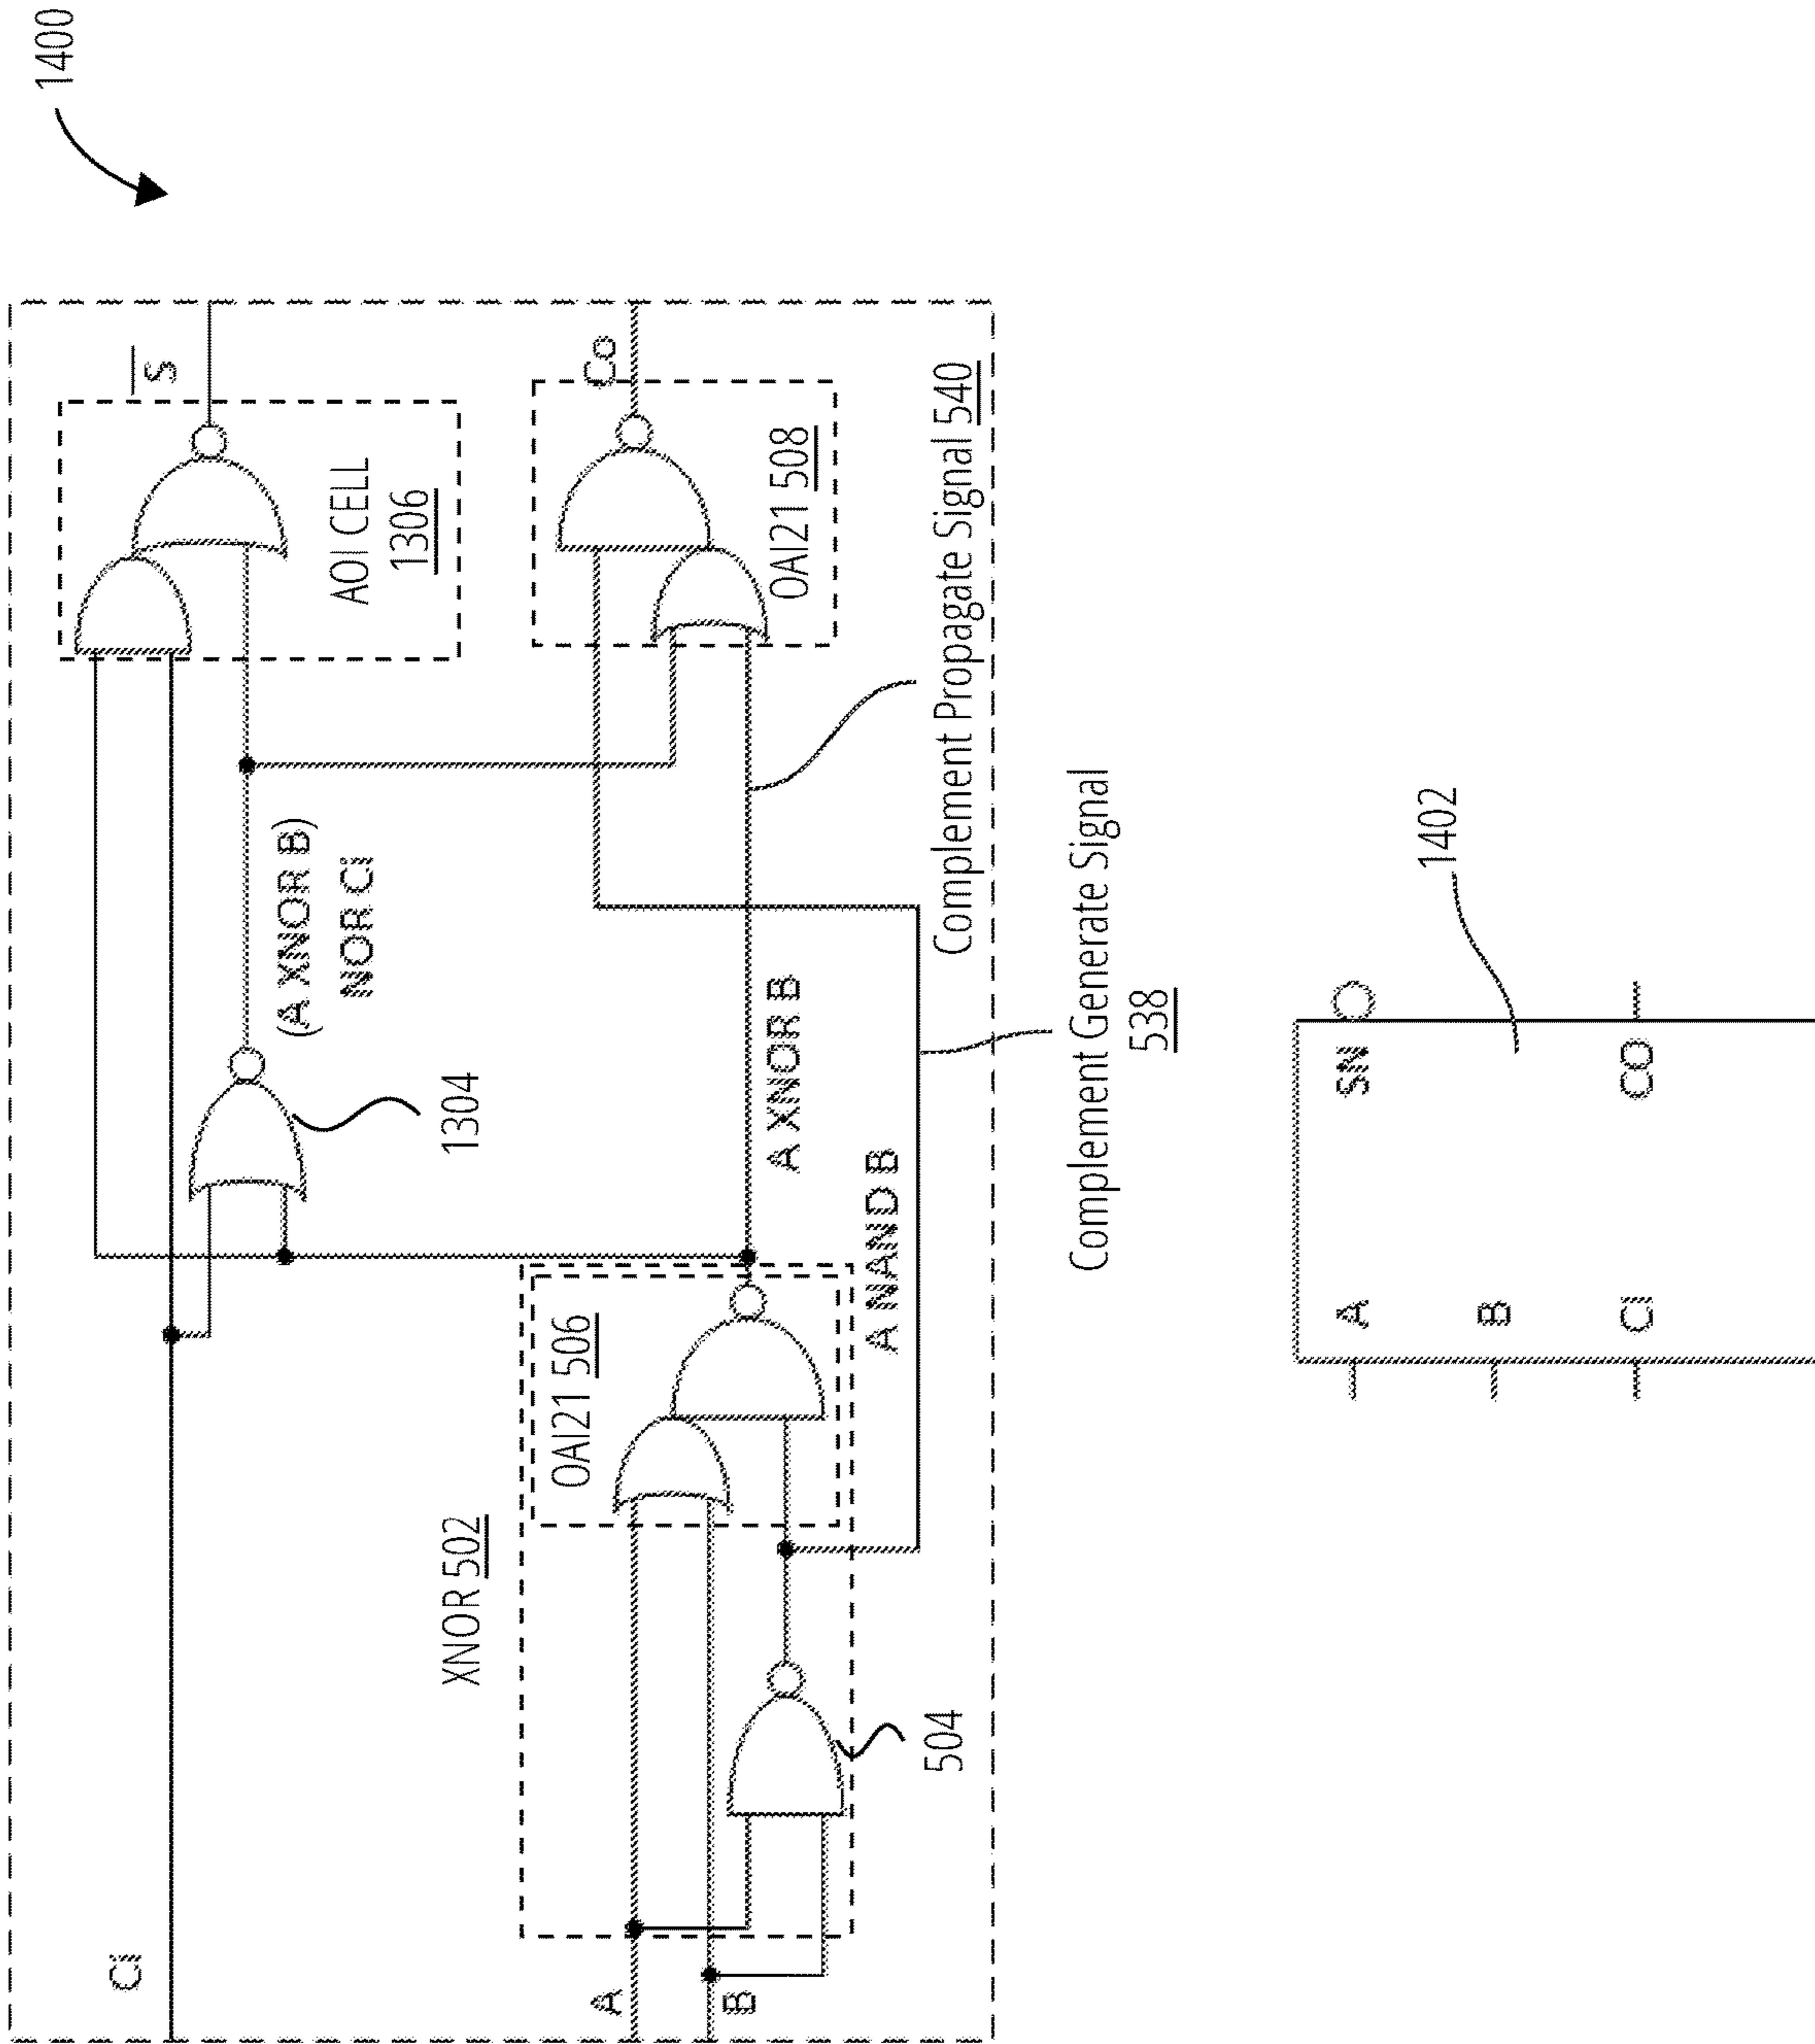 1400
Ci
S
AOI CELL
1306
(A XNOR B)
NOR Ci
1304
XNOR 502
OAI21 506
Co
OAI21 508
A
B
504
A XNOR B
A NAND B
Complement Propagate Signal 540
Complement Generate Signal
538
A
SN
B
1402
CI
CO